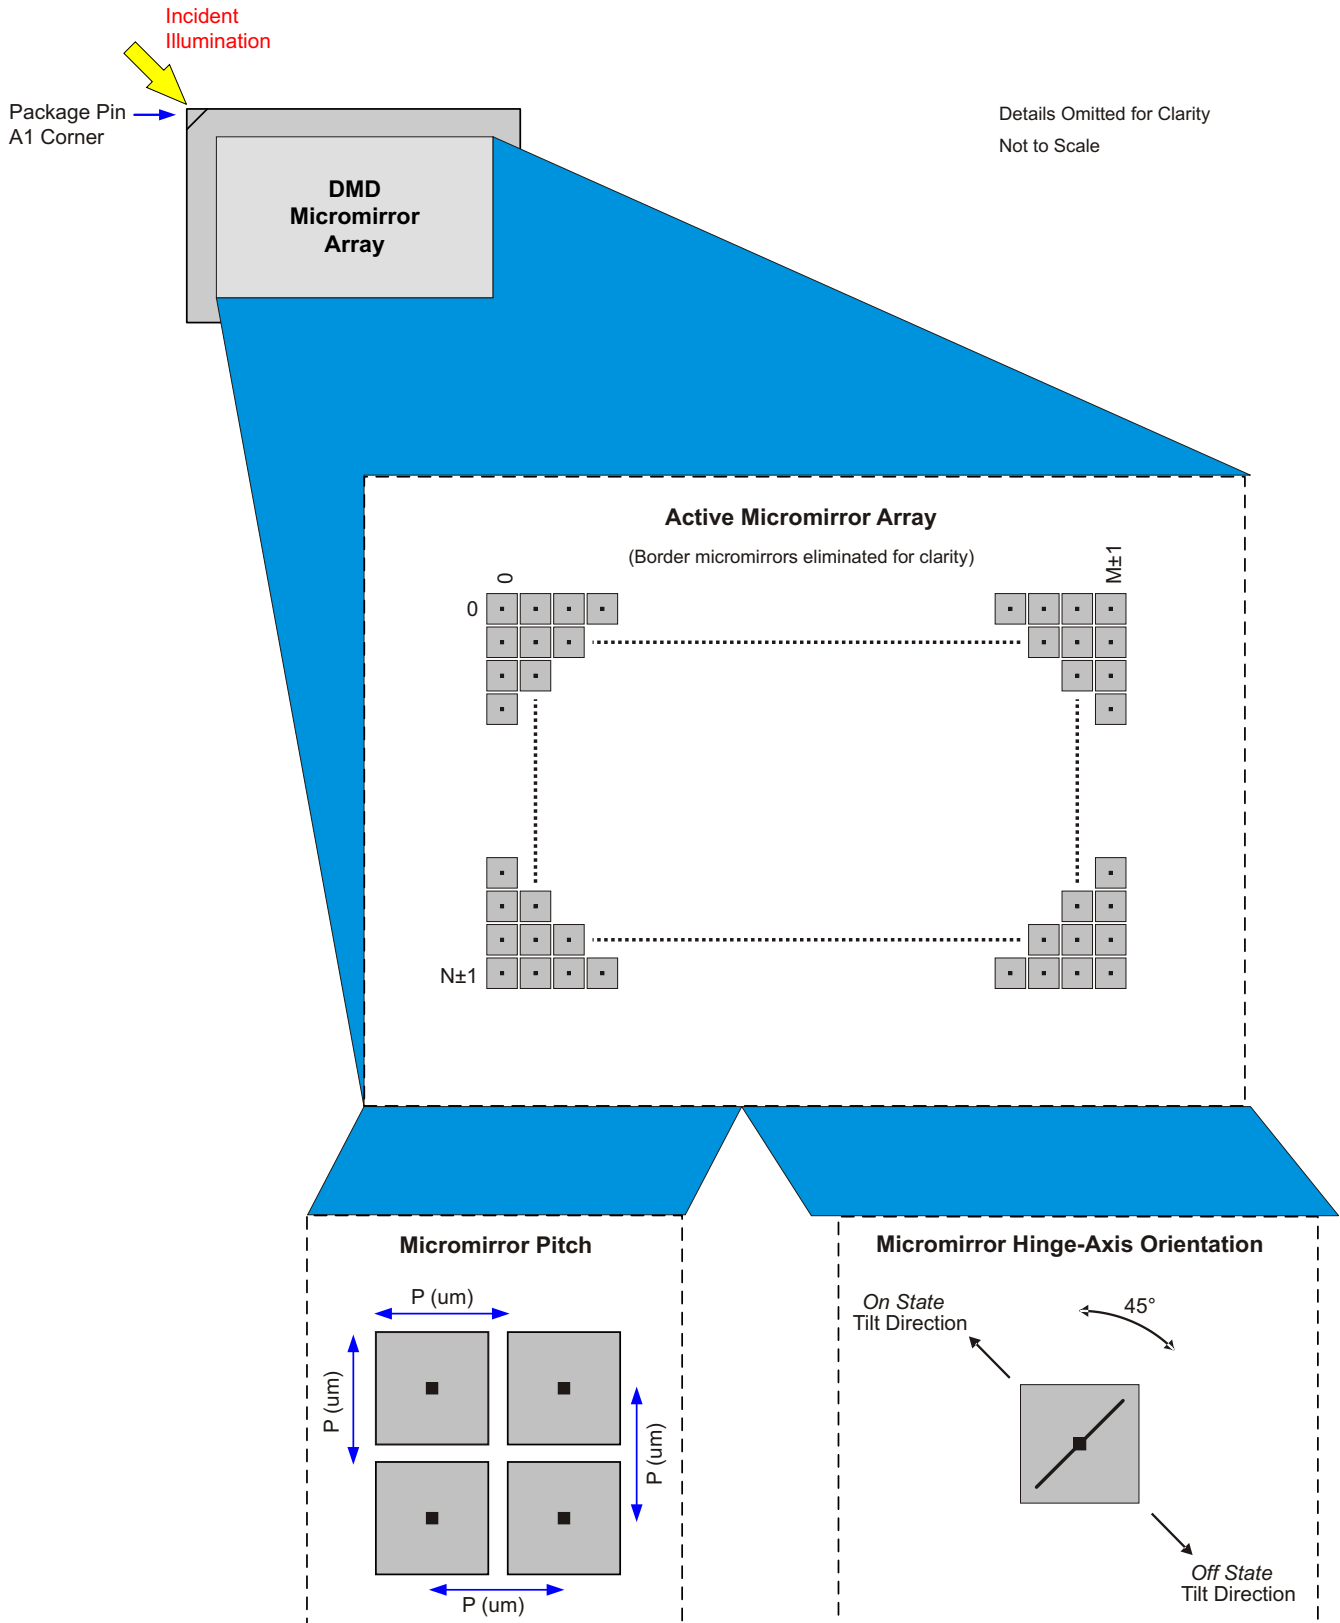 Incident
Illumination
Package Pin
A1 Corner
Details Omitted for Clarity
Not to Scale
DMD
Micromirror
Array
Active Micromirror Array
(Border micromirrors eliminated for clarity)
0
M±1
0
N±1
Micromirror Pitch
P (um)
P (um)
P (um)
P (um)
Micromirror Hinge-Axis Orientation
On State
Tilt Direction
45°
Off State
Tilt Direction